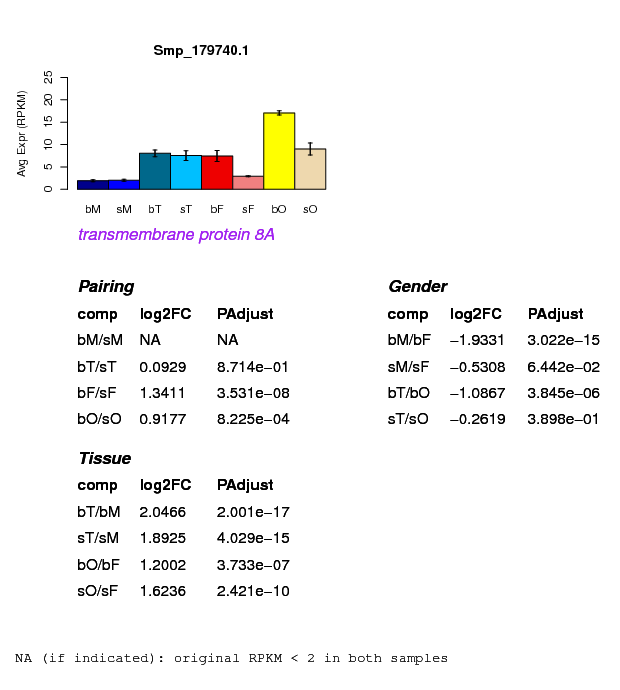 Smp_179740.1
Avg Expr (RPKM)
25
20
15
10
5
0
bM sM bT sT bF sF bO sO
transmembrane protein 8A
Pairing
comp log2FC PAdjust
bM/sM NA NA
bT/sT 0.0929 8.714e−01
bF/sF 1.3411 3.531e−08
bO/sO 0.9177 8.225e−04
Gender
comp log2FC PAdjust
bM/bF −1.9331 3.022e−15
sM/sF −0.5308 6.442e−02
bT/bO −1.0867 3.845e−06
sT/sO −0.2619 3.898e−01
Tissue
comp log2FC PAdjust
bT/bM 2.0466 2.001e−17
sT/sM 1.8925 4.029e−15
bO/bF 1.2002 3.733e−07
sO/sF 1.6236 2.421e−10
NA (if indicated): original RPKM < 2 in both samples